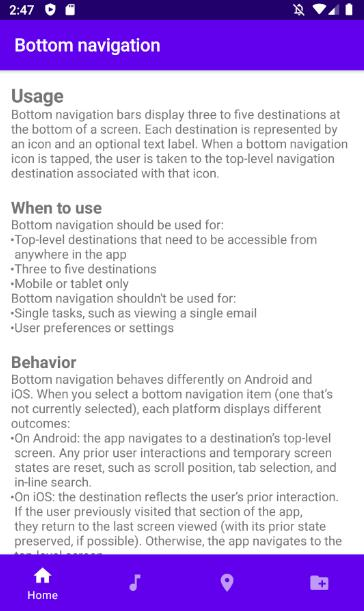 2:47
Bottom navigation
Usage
Bottom navigation bars display three to five destinations at
the bottom of a screen. Each destination is represented by
an icon and an optional text label. When a bottom navigation
icon is tapped, the user is taken to the top-level navigation
destination associated with that icon.
When to use
Bottom navigation should be used for:
•Top-level destinations that need to be accessible from
anywhere in the app
•Three to five destinations
•Mobile or tablet only
Bottom navigation shouldn't be used for:
•Single tasks, such as viewing a single email
•User preferences or settings
Behavior
Bottom navigation behaves differently on Android and
iOS. When you select a bottom navigation item (one that's
not currently selected), each platform displays different
outcomes:
•On Android: the app navigates to a destination's top-level
screen. Any prior user interactions and temporary screen
states are reset, such as scroll position, tab selection, and
in-line search.
•On iOS: the destination reflects the user's prior interaction.
If the user previously visited that section of the app,
they return to the last screen viewed (with its prior state
preserved, if possible). Otherwise, the app navigates to the
top-level screen.
Home